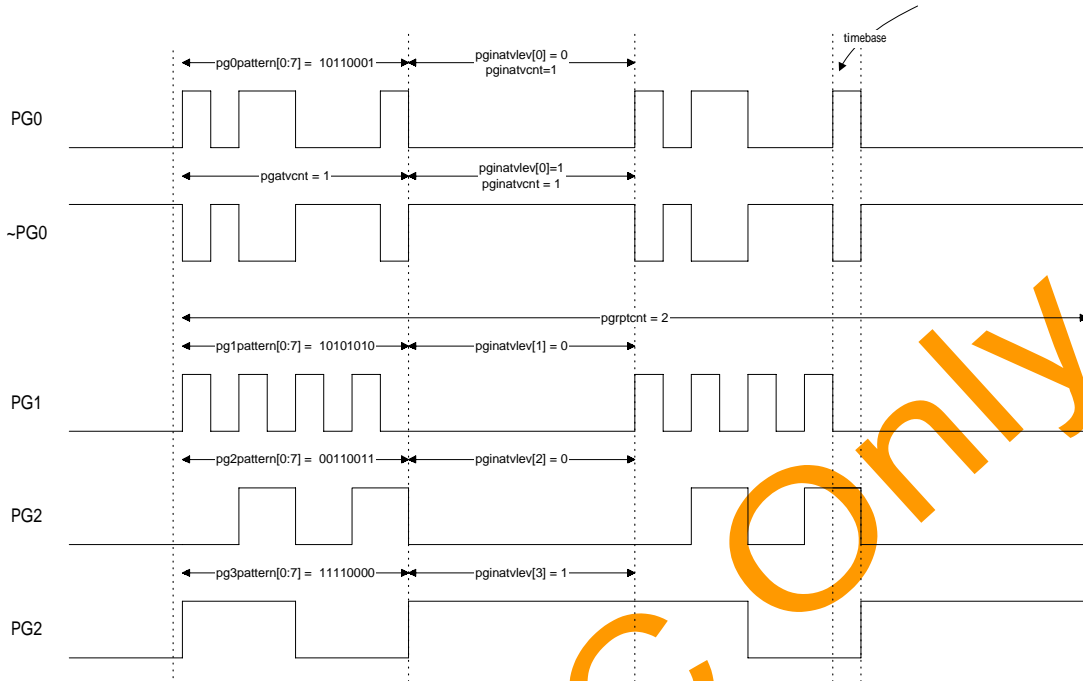 timebase
pg0pattern[0:7] = 10110001
pginatvlev[0] = 0
pginatvcnt=1
PG0
pgatvcnt = 1
pginatvlev[0]=1
pginatvcnt = 1
~PG0
pgrptcnt = 2
pg1pattern[0:7] = 10101010
pginatvlev[1] = 0
PG1
pg2pattern[0:7] = 00110011
pginatvlev[2] = 0
PG2
pg3pattern[0:7] = 11110000
pginatvlev[3] = 1
PG2
Only